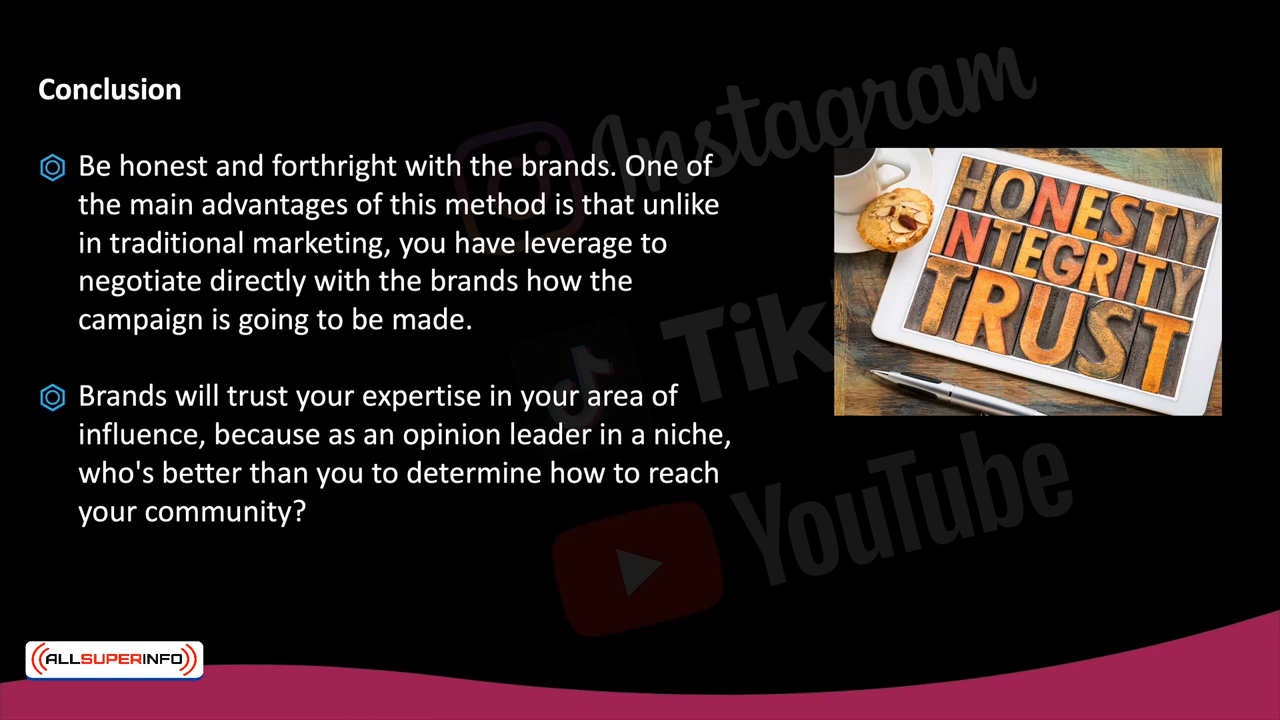 Conclusion
Be honest and forthright with the brands. One of
the main advantages of this method is that unlike
in traditional marketing, you have leverage to
negotiate directly with the brands how the
campaign is going to be made.
Brands will trust your expertise in your area of
influence, because as an opinion leader in a niche,
who's better than you to determine how to reach
your community?
Instagram
TikT
YouTube
HONESTY
INTEGRITY
TRUST
ALLSUPERINFO